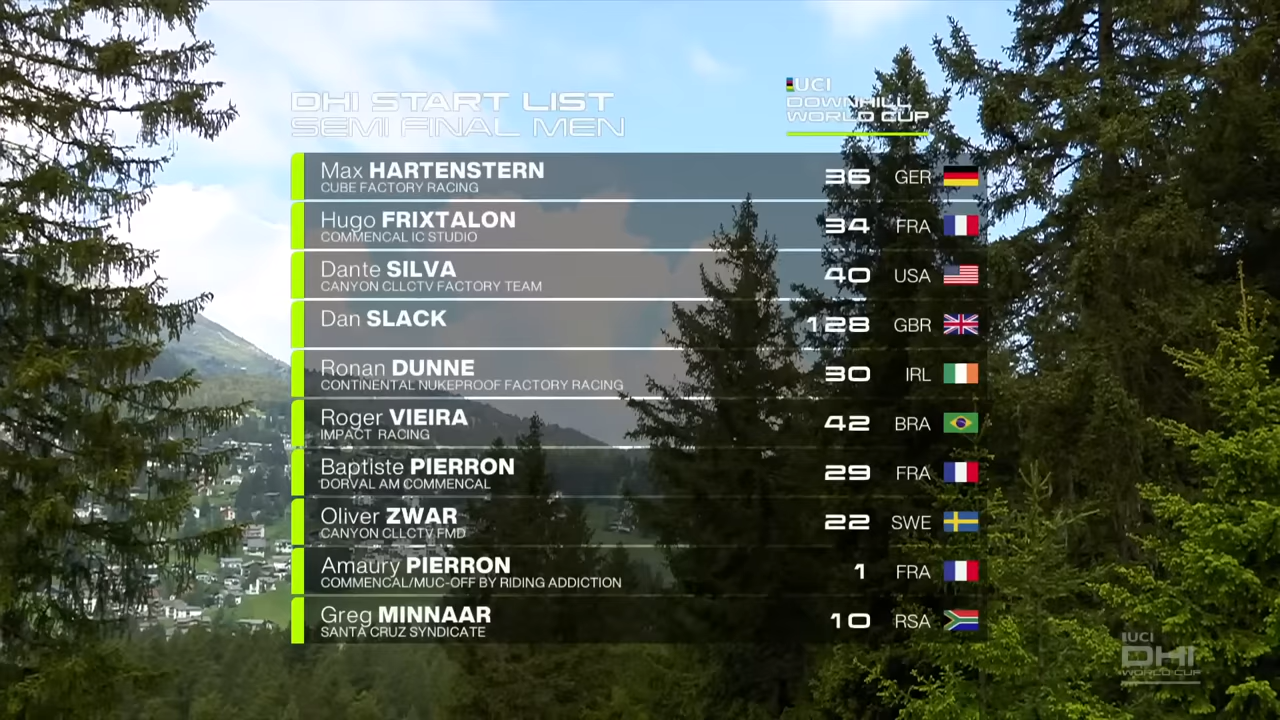 DHI START LIST
SEMI FINAL MEN
UCI
DOWNHILL
WORLD CUP
Max HARTENSTERN 36 GER
CUBE FACTORY RACING
Hugo FRIXTALON 34 FRA
COMMENCAL IC STUDIO
Dante SILVA 40 USA
CANYON CLLCTV FACTORY TEAM
Dan SLACK 128 GBR
Ronan DUNNE 30 IRL
CONTINENTAL NUKEPROOF FACTORY RACING
Roger VIEIRA 42 BRA
IMPACT RACING
Baptiste PIERRON 29 FRA
DORVAL AM COMMENCAL
Oliver ZWAR 22 SWE
CANYON CLLCTV FMD
Amaury PIERRON 1 FRA
COMMENCAL/MUC-OFF BY RIDING ADDICTION
Greg MINNAAR 10 RSA
SANTA CRUZ SYNDICATE
UCI
DHI
WORLD CUP